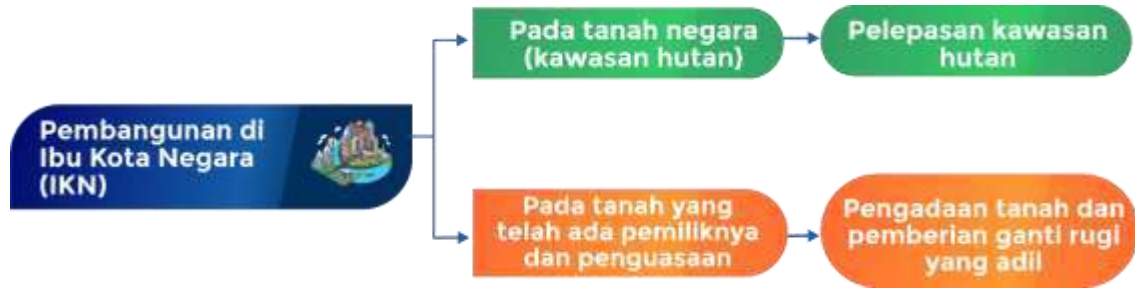 Pembangunan di
Ibu Kota Negara
(IKN)
Pada tanah negara
(kawasan hutan)
Pelepasan kawasan
hutan
Pada tanah yang
telah ada pemiliknya
dan penguasaan
Pengadaan tanah dan
pemberian ganti rugi
yang adil